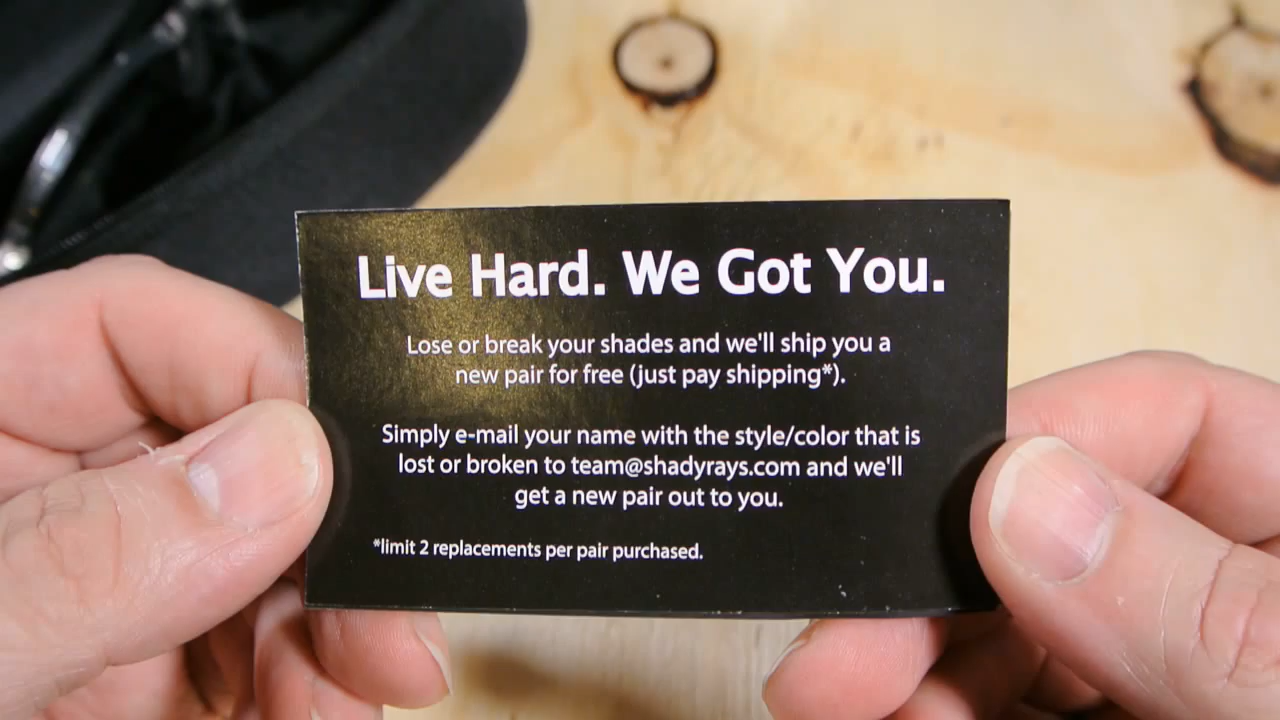 Live Hard. We Got You.
Lose or break your shades and we'll ship you a
new pair for free (just pay shipping*).
Simply e-mail your name with the style/color that is
lost or broken to team@shadyrays.com and we'll
get a new pair out to you.
*limit 2 replacements per pair purchased.